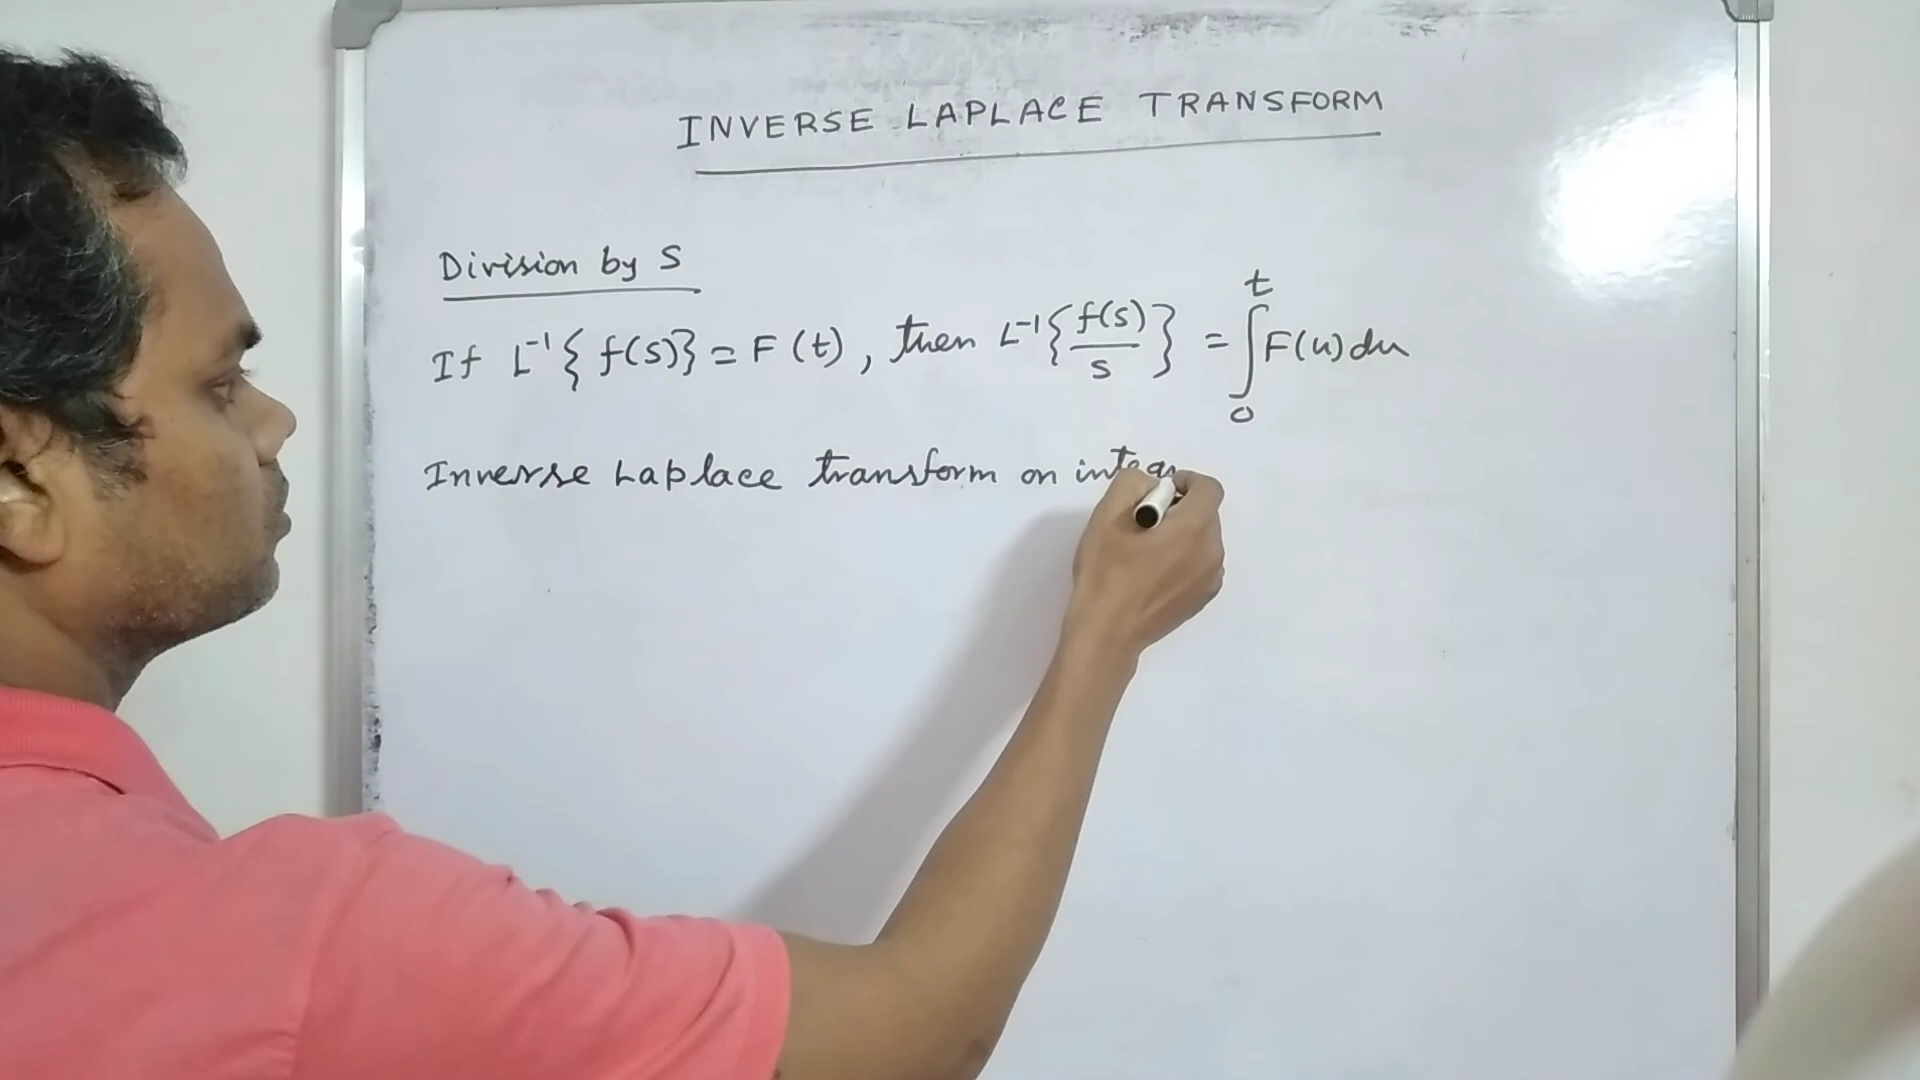 INVERSE LAPLACE TRANSFORM
Division by S
If L⁻¹{f(s)} = F(t), then L⁻¹{f(s)/s} = ∫₀ᵗ F(u)du
Inverse Laplace transform on